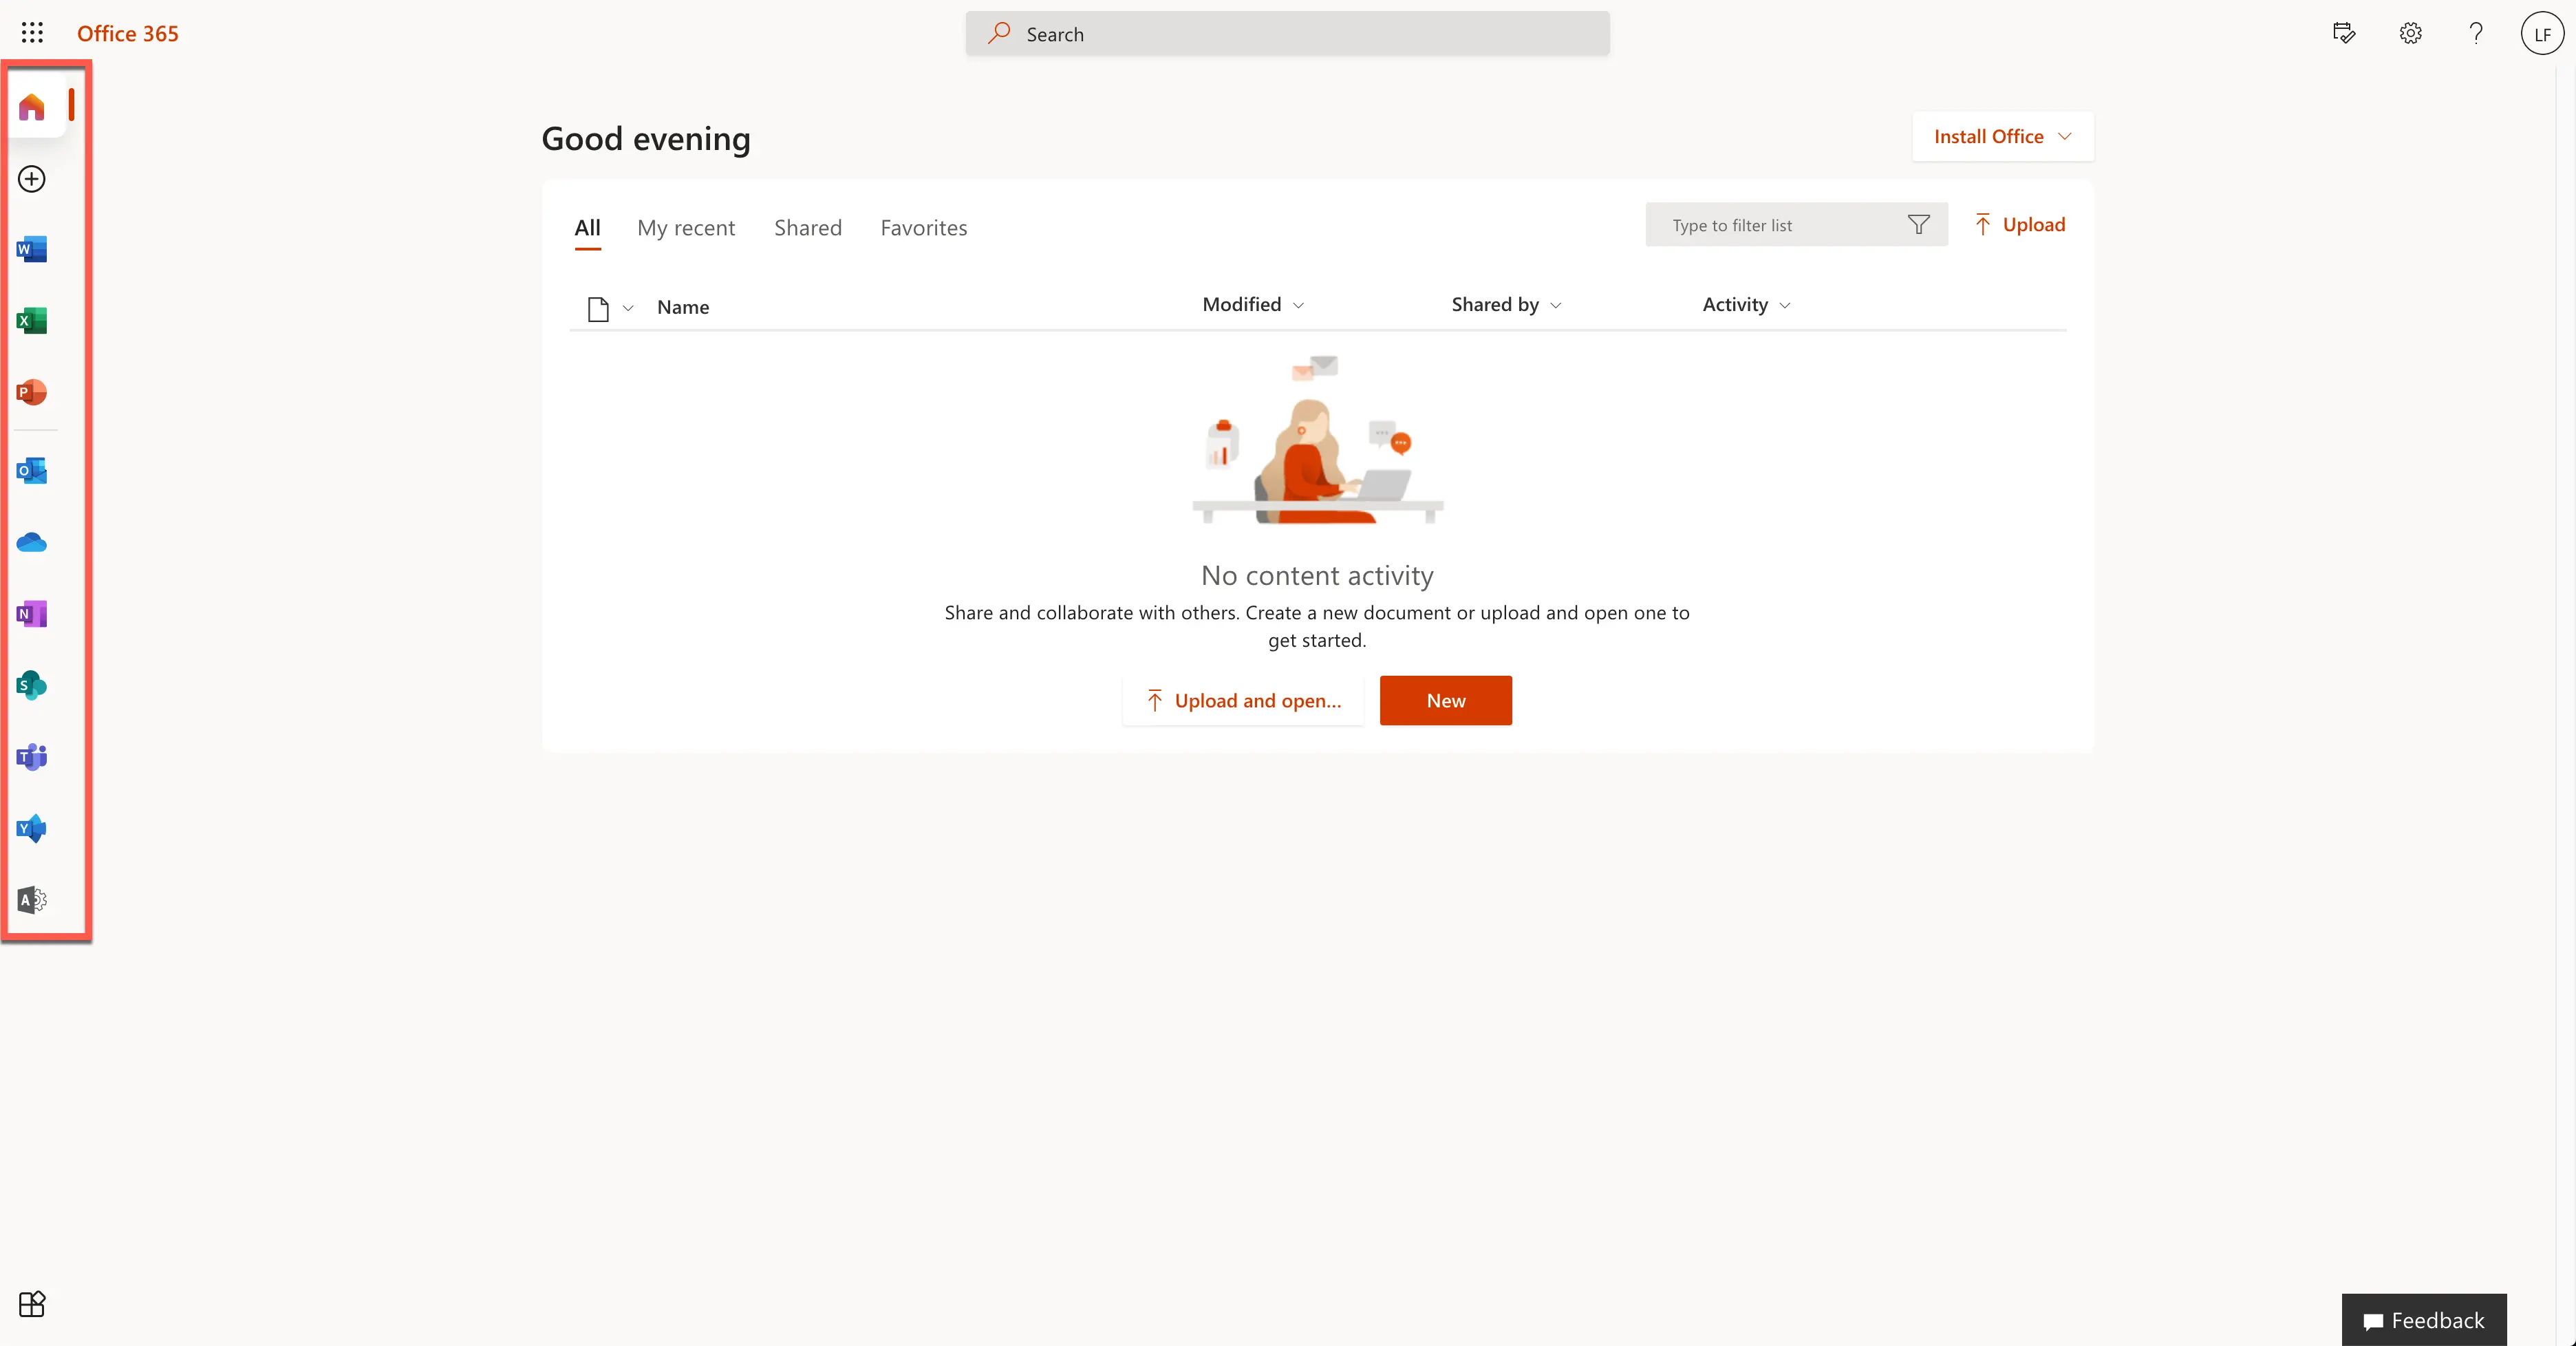 Office 365
Search
LF
Good evening
Install Office
All My recent Shared Favorites
Type to filter list
Upload
Name Modified Shared by Activity
No content activity
Share and collaborate with others. Create a new document or upload and open one to
get started.
Upload and open...
New
W
X
P
O
N
S
T
Y
A
Feedback